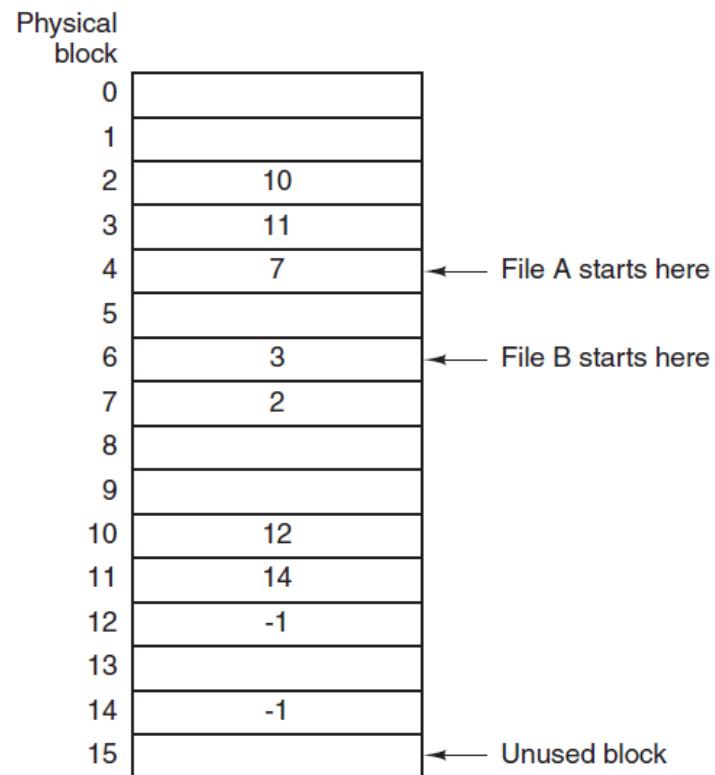 Physical
block
0
1
2 10
3 11
4 7 File A starts here
5
6 3 File B starts here
7 2
8
9
10 12
11 14
12 -1
13
14 -1
15 Unused block